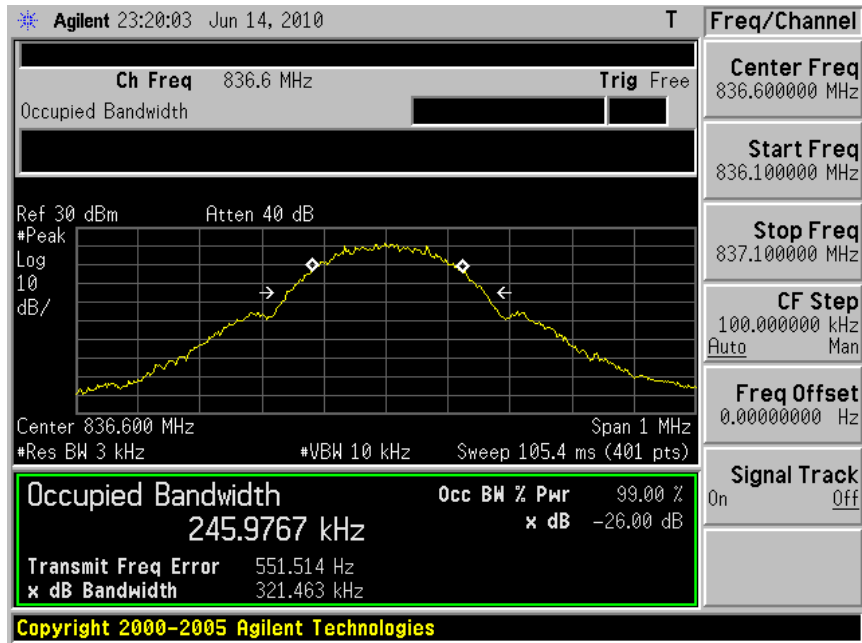 Agilent 23:20:03 Jun 14, 2010 T Freq/Channel
Ch Freq 836.6 MHz Trig Free
Occupied Bandwidth
Center Freq
836.600000 MHz
Start Freq
836.100000 MHz
Stop Freq
837.100000 MHz
CF Step
100.000000 kHz
Auto Man
Freq Offset
0.00000000 Hz
Signal Track
On Off
Ref 30 dBm Atten 40 dB
#Peak
Log
10
dB/
Center 836.600 MHz Span 1 MHz
#Res BW 3 kHz #VBW 10 kHz Sweep 105.4 ms (401 pts)
Occupied Bandwidth Occ BW % Pwr 99.00 %
245.9767 kHz x dB -26.00 dB
Transmit Freq Error 551.514 Hz
x dB Bandwidth 321.463 kHz
Copyright 2000-2005 Agilent Technologies